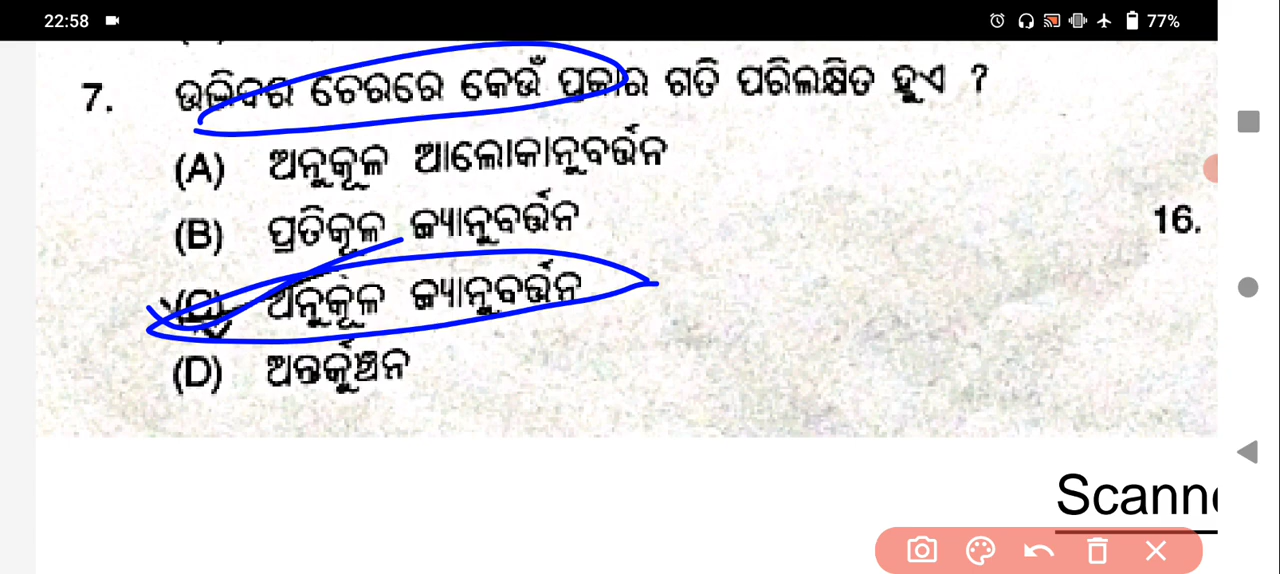 22:58
77%
7. ଉଦ୍ଭିଦର ଚେରରେ କେଉଁ ପ୍ରକାର ଗତି ପରିଲକ୍ଷିତ ହୁଏ ?
(A) ଅନୁକୂଳ ଆଲୋକାନୁବର୍ତ୍ତନ
(B) ପ୍ରତିକୂଳ ଜ୍ୟାନୁବର୍ତ୍ତନ
16.
(C) ଅନୁକୂଳ ଜ୍ୟାନୁବର୍ତ୍ତନ
(D) ଅନ୍ତର୍କୁଞ୍ଚନ
Scann